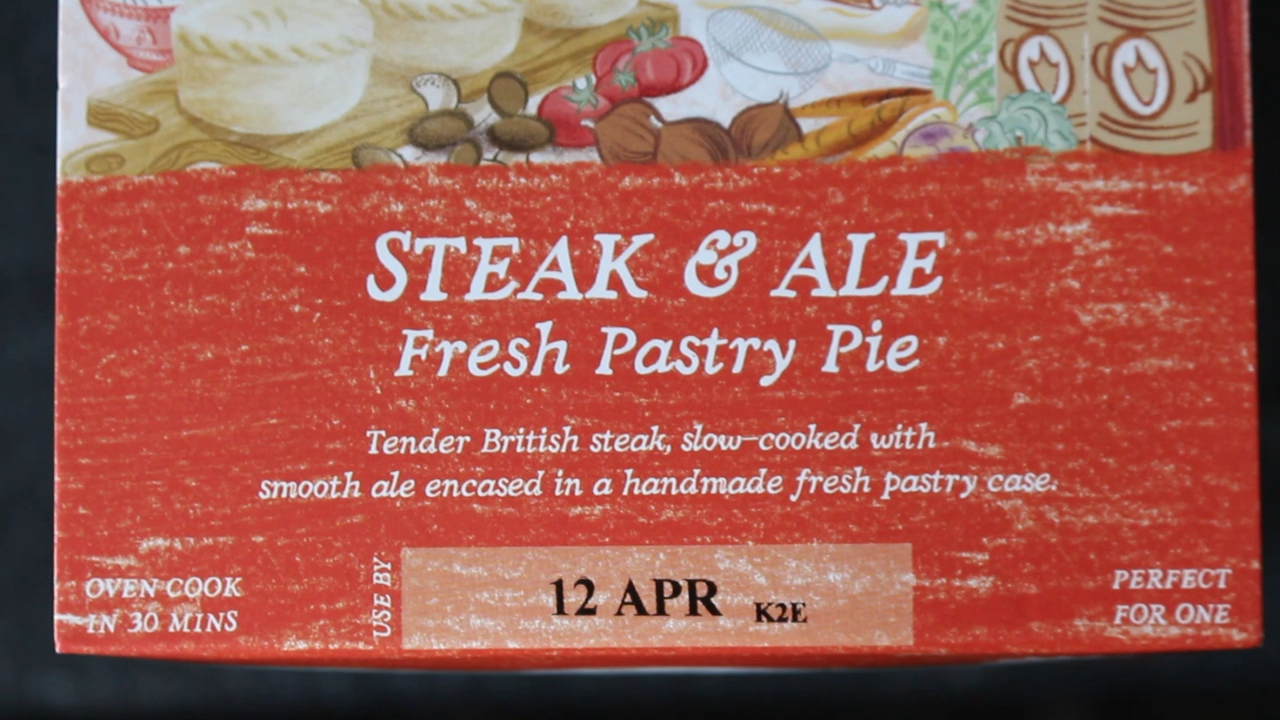 STEAK & ALE
Fresh Pastry Pie
Tender British steak, slow-cooked with
smooth ale encased in a handmade fresh pastry case.
OVEN COOK
IN 30 MINS
USE BY
12 APR K2E
PERFECT
FOR ONE